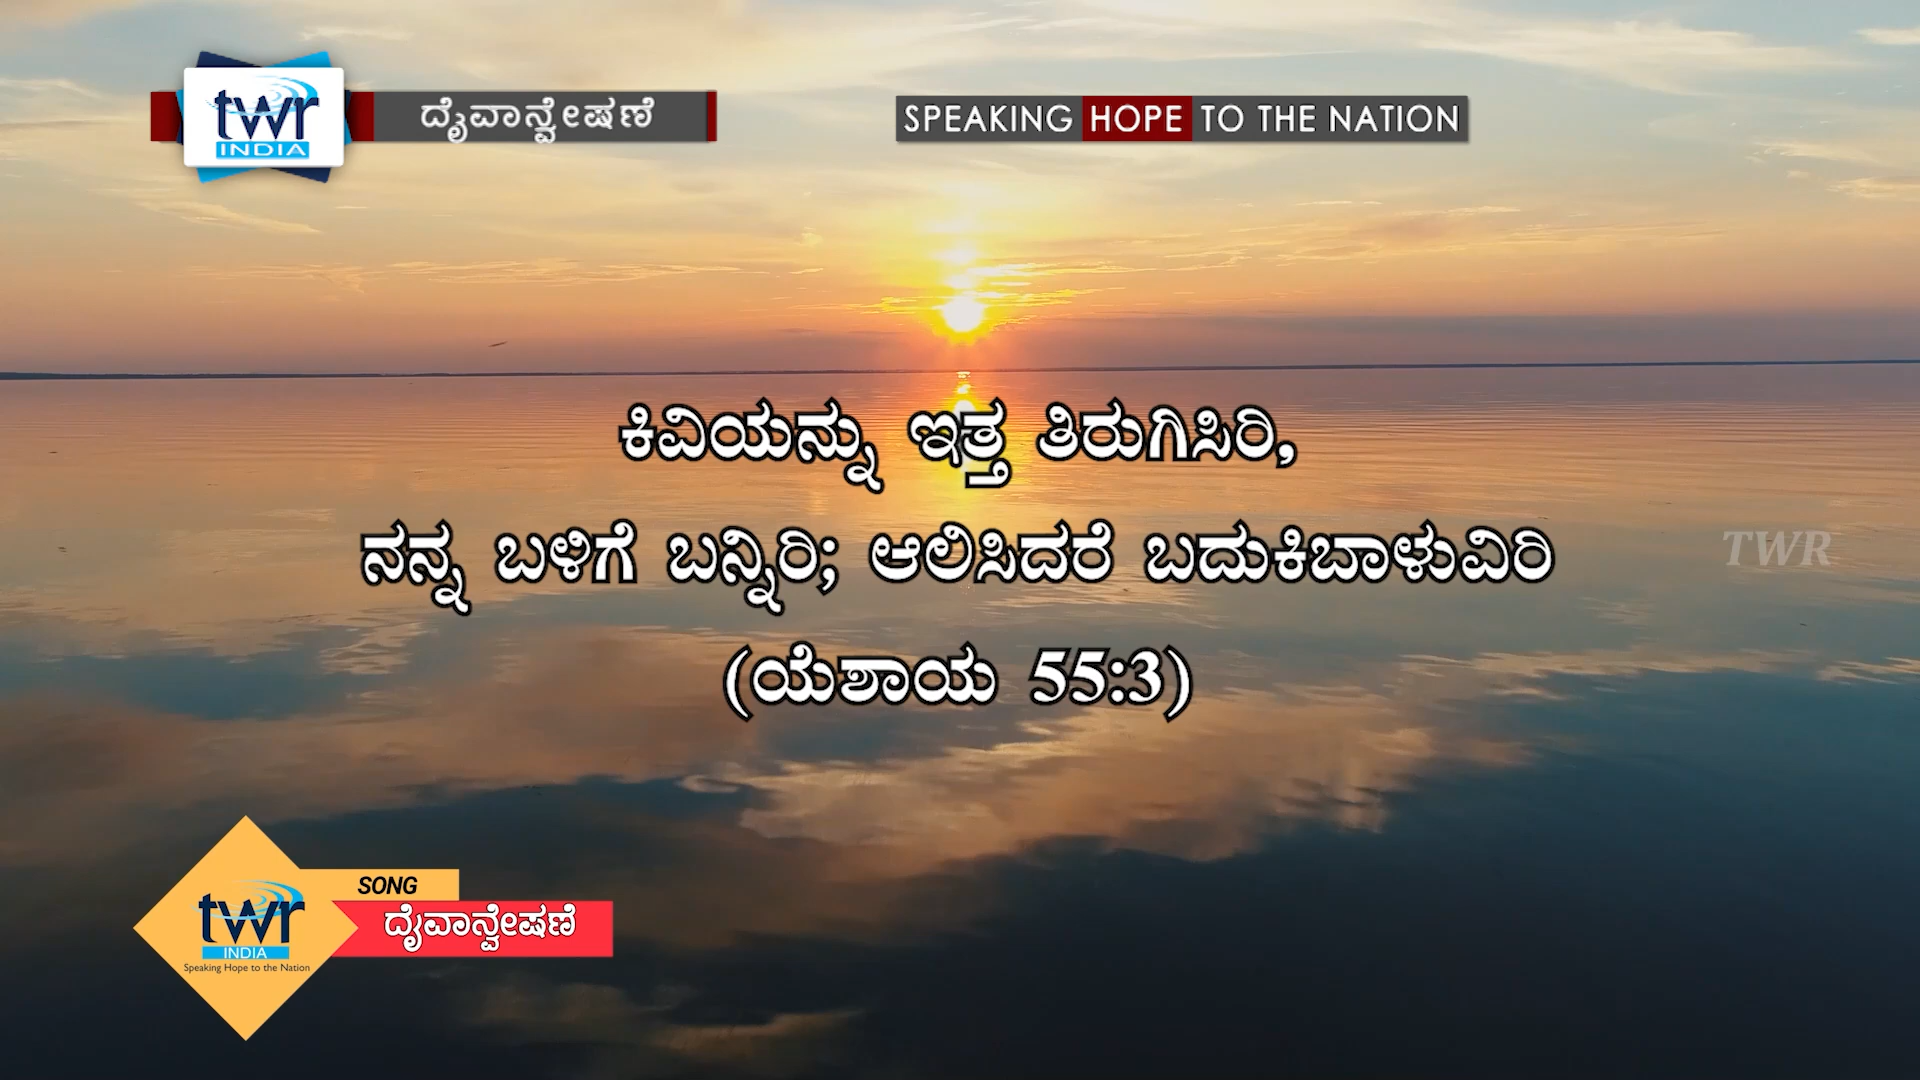 twr
INDIA
ದೈವಾನ್ವೇಷಣೆ
SPEAKING HOPE TO THE NATION
ಕಿವಿಯನ್ನು ಇತ್ತ ತಿರುಗಿಸಿರಿ,
ನನ್ನ ಬಳಿಗೆ ಬನ್ನಿರಿ; ಆಲಿಸಿದರೆ ಬದುಕಿಬಾಳುವಿರಿ
(ಯೆಶಾಯ 55:3)
TWR
SONG
ದೈವಾನ್ವೇಷಣೆ
twr
INDIA
Speaking Hope to the Nation